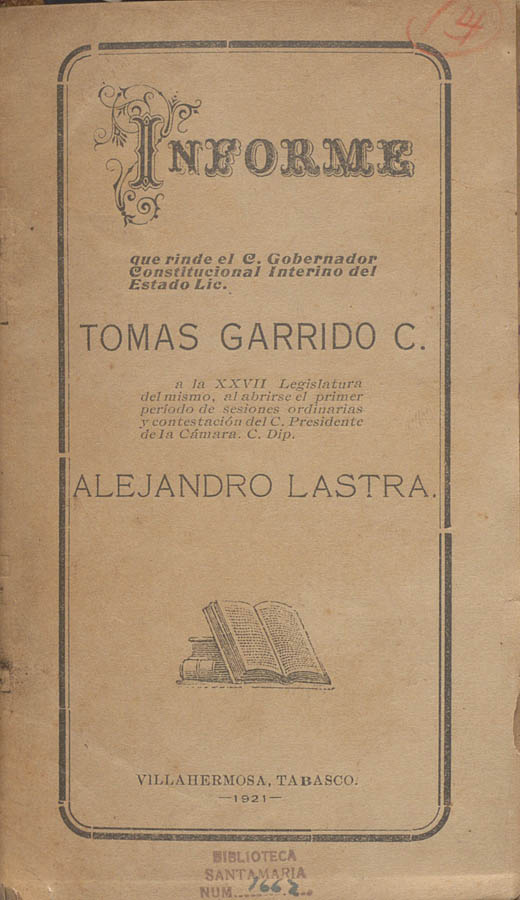 INFORME
que rinde el C. Gobernador
Constitucional Interino del
Estado Lic.
TOMAS GARRIDO C.
a la XXVII Legislatura
del mismo, al abrirse el primer
período de sesiones ordinarias
y contestación del C. Presidente
de la Cámara. C. Dip.
ALEJANDRO LASTRA.
VILLAHERMOSA, TABASCO.
—1921—
BIBLIOTECA
SANTAMARIA
NUM. 1662